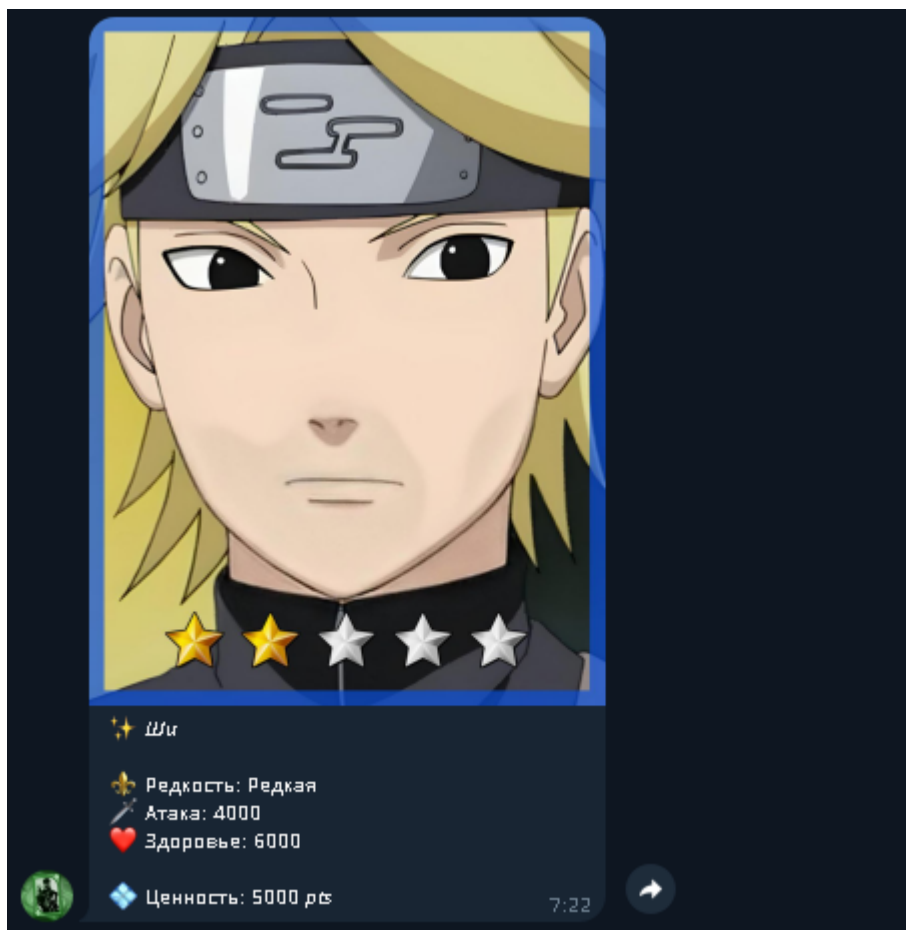 ✨ Ши
⚜️ Редкость: Редкая
🗡️ Атака: 4000
❤️ Здоровье: 6000
💠 Ценность: 5000 pts
7:22